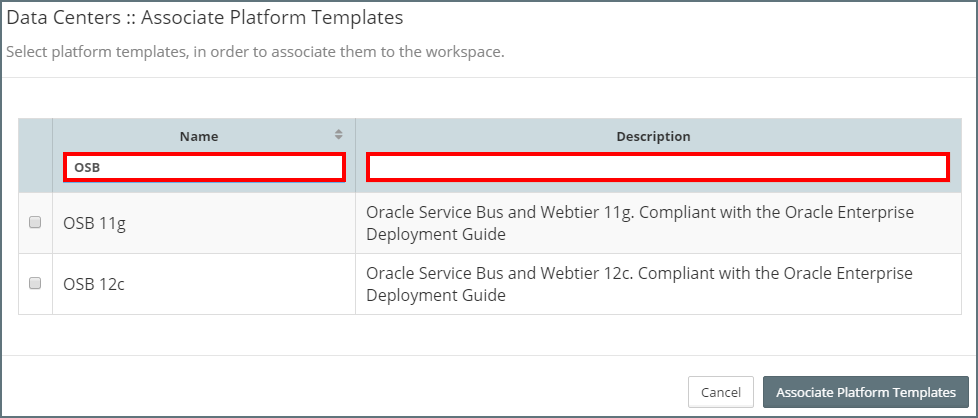 Data Centers :: Associate Platform Templates
Select platform templates, in order to associate them to the workspace.
Name
Description
OSB
OSB 11g
Oracle Service Bus and Webtier 11g. Compliant with the Oracle Enterprise
Deployment Guide
OSB 12c
Oracle Service Bus and Webtier 12c. Compliant with the Oracle Enterprise
Deployment Guide
Cancel
Associate Platform Templates